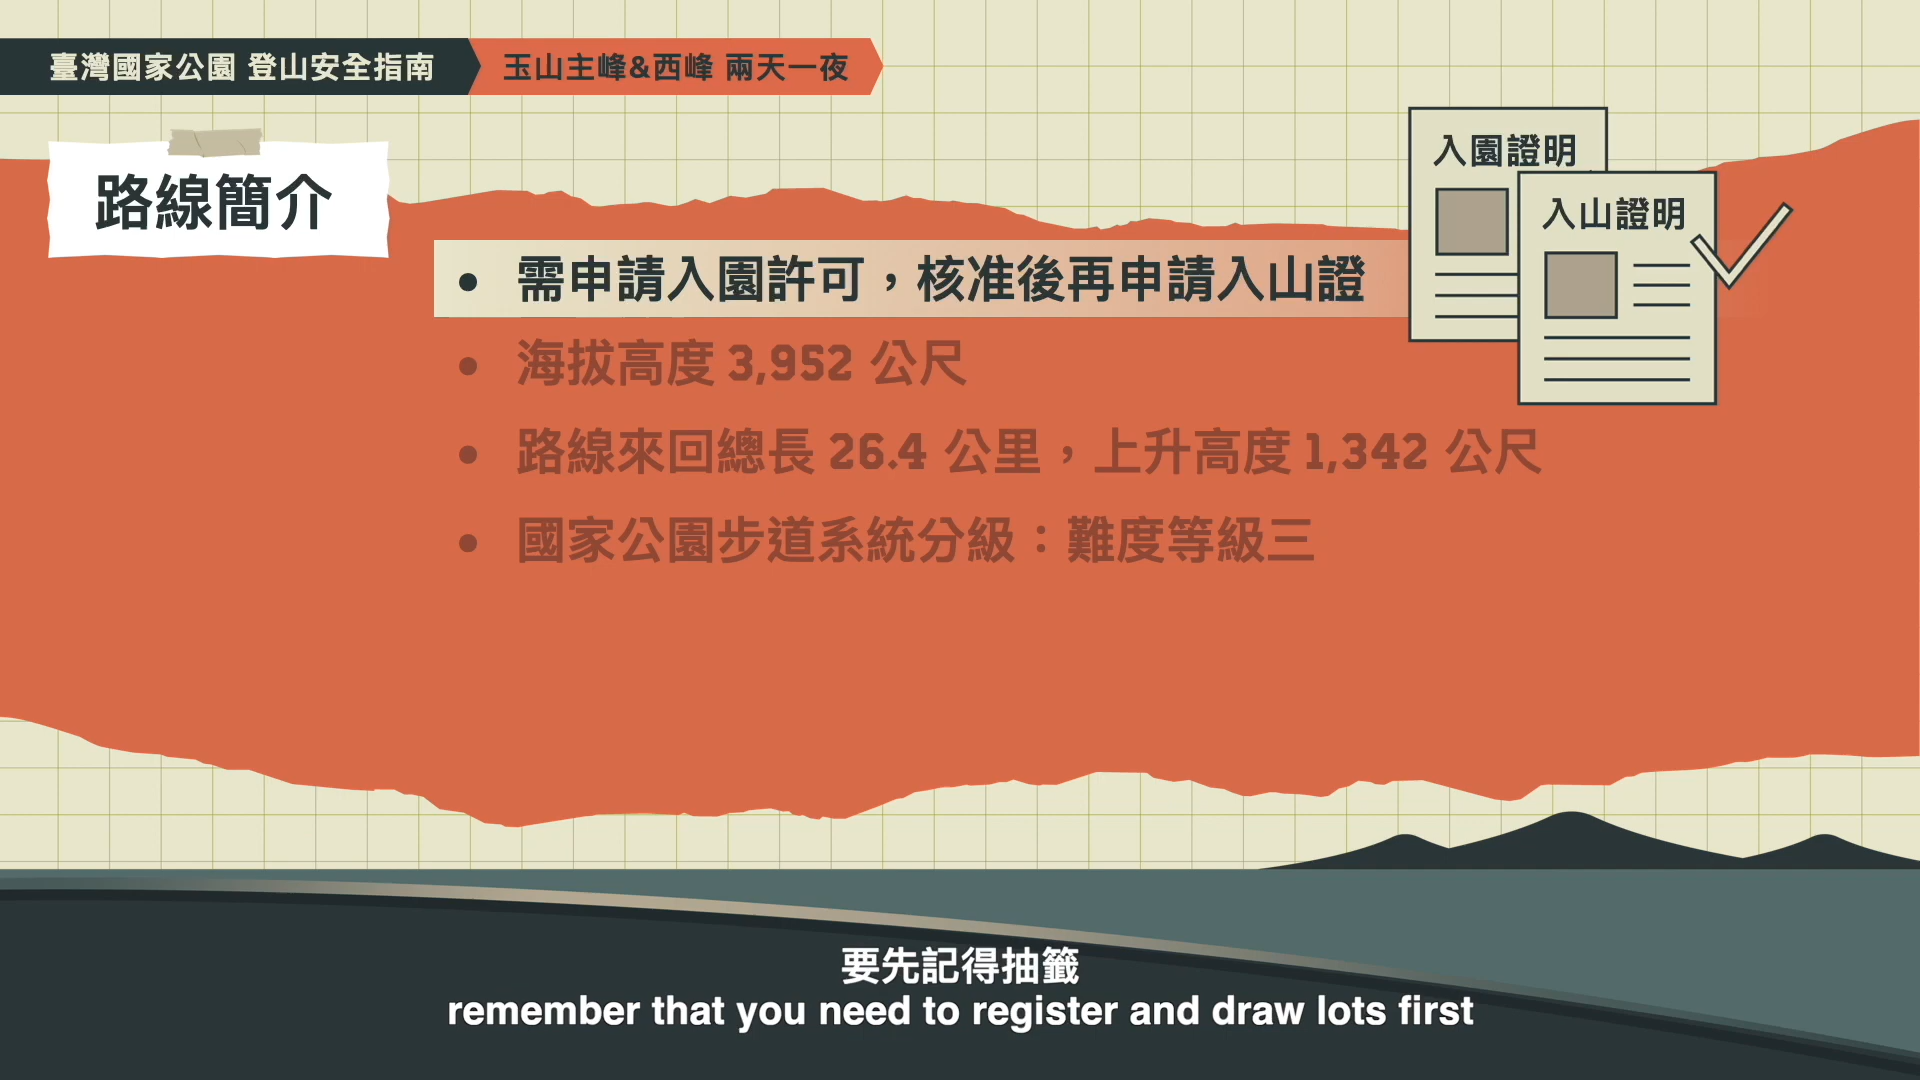 臺灣國家公園 登山安全指南
玉山主峰&西峰 兩天一夜
路線簡介
入園證明
入山證明
• 需申請入園許可，核准後再申請入山證
• 海拔高度 3,952 公尺
• 路線來回總長 26.4 公里，上升高度 1,342 公尺
• 國家公園步道系統分級：難度等級三
要先記得抽籤
remember that you need to register and draw lots first